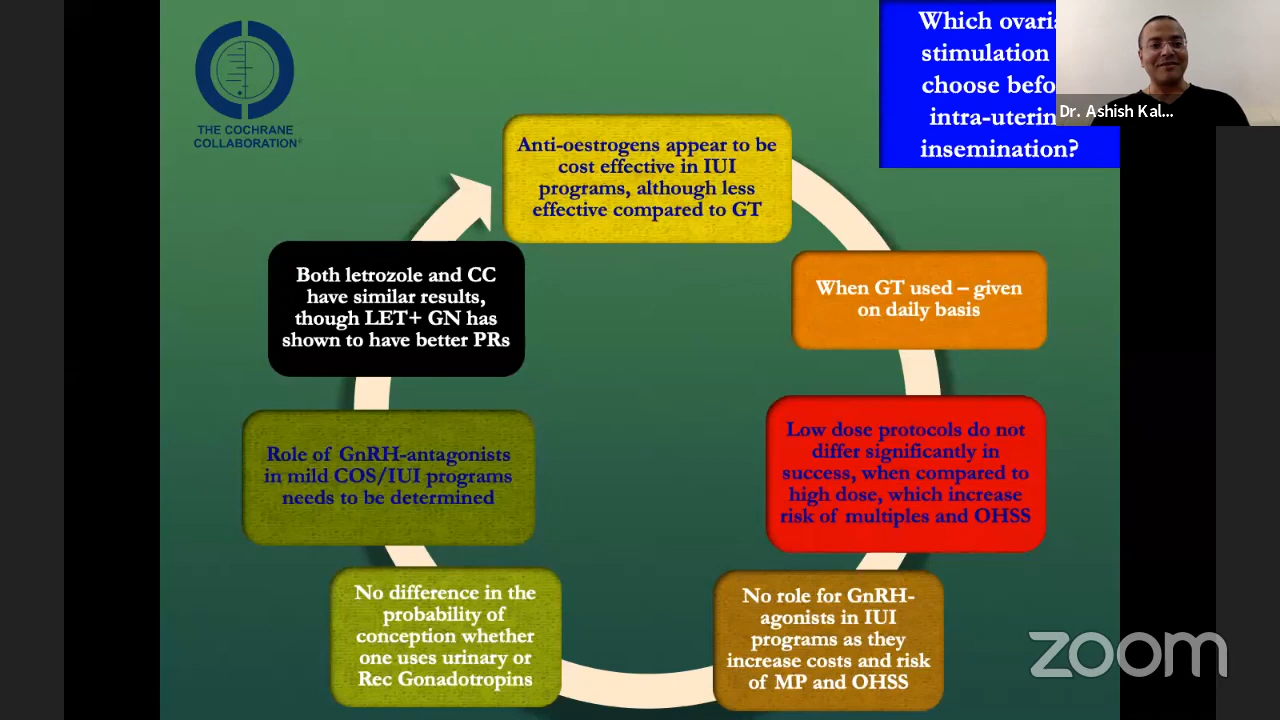 THE COCHRANE
COLLABORATION®
Which ovari
stimulation
choose befo
intra-uterin
insemination?
Dr. Ashish Kal...
Anti-oestrogens appear to be
cost effective in IUI
programs, although less
effective compared to GT
When GT used – given
on daily basis
Low dose protocols do not
differ significantly in
success, when compared to
high dose, which increase
risk of multiples and OHSS
No role for GnRH-
agonists in IUI
programs as they
increase costs and risk
of MP and OHSS
No difference in the
probability of
conception whether
one uses urinary or
Rec Gonadotropins
Role of GnRH-antagonists
in mild COS/IUI programs
needs to be determined
Both letrozole and CC
have similar results,
though LET+ GN has
shown to have better PRs
zoom